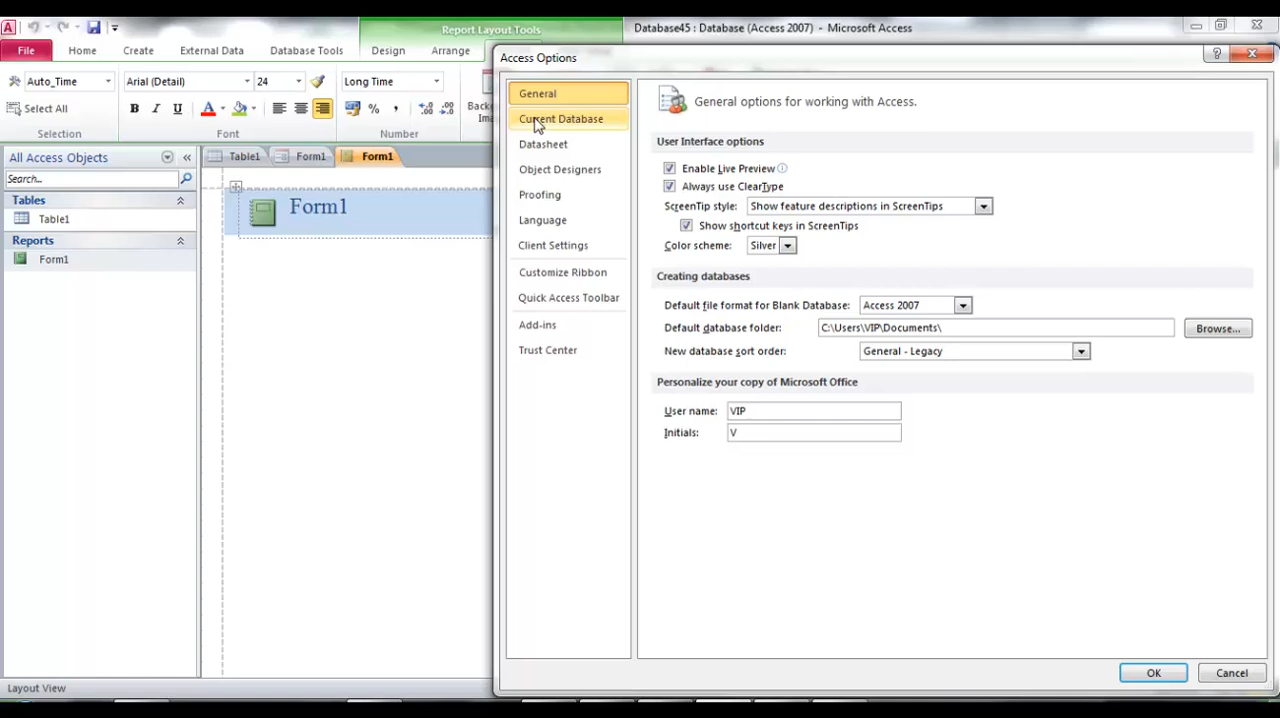 Report Layout Tools
Database45 : Database (Access 2007) - Microsoft Access
File Home Create External Data Database Tools Design Arrange
Access Options
Auto_Time Arial (Detail) 24 Long Time
Select All B I U A % , Back
Ima
Selection Font Number
All Access Objects «
Search...
Tables
Table1
Reports
Form1
Table1 Form1 Form1
Form1
General
Current Database
Datasheet
Object Designers
Proofing
Language
Client Settings
Customize Ribbon
Quick Access Toolbar
Add-ins
Trust Center
General options for working with Access.
User Interface options
Enable Live Preview
Always use ClearType
ScreenTip style: Show feature descriptions in ScreenTips
Show shortcut keys in ScreenTips
Color scheme: Silver
Creating databases
Default file format for Blank Database: Access 2007
Default database folder: C:\Users\VIP\Documents\ Browse...
New database sort order: General - Legacy
Personalize your copy of Microsoft Office
User name: VIP
Initials: V
OK Cancel
Layout View